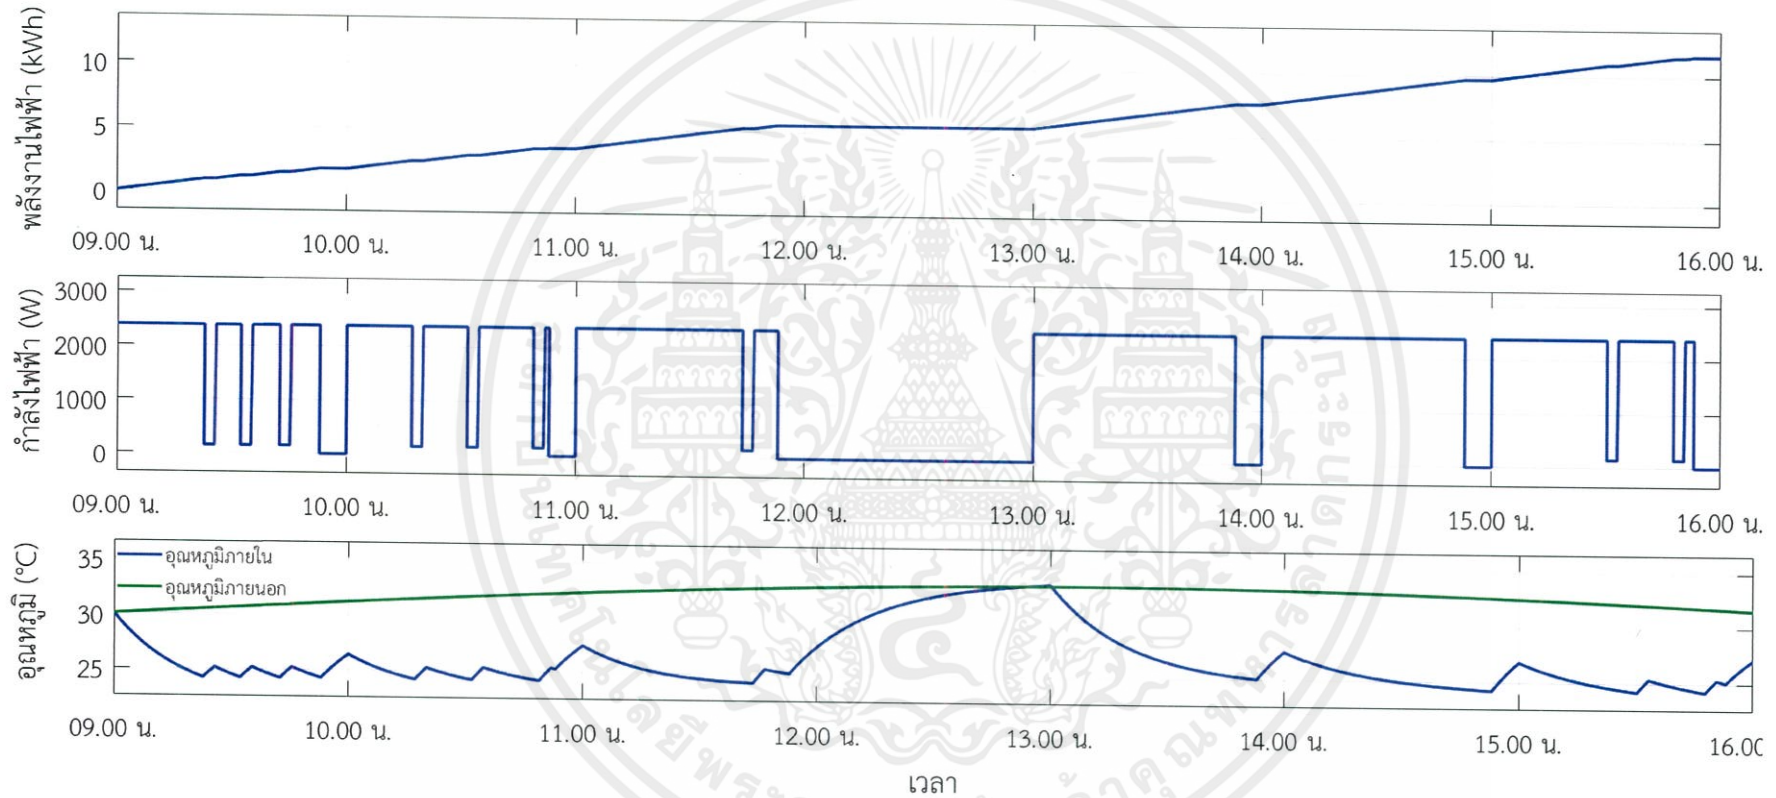 พลังงานไฟฟ้า (kWh)
10
5
0
09.00 น. 10.00 น. 11.00 น. 12.00 น. 13.00 น. 14.00 น. 15.00 น. 16.00 น.
กำลังไฟฟ้า (W)
3000
2000
1000
0
09.00 น. 10.00 น. 11.00 น. 12.00 น. 13.00 น. 14.00 น. 15.00 น. 16.00 น.
อุณหภูมิ (°C)
35
30
25
อุณหภูมิภายใน
อุณหภูมิภายนอก
09.00 น. 10.00 น. 11.00 น. 12.00 น. 13.00 น. 14.00 น. 15.00 น. 16.00
เวลา